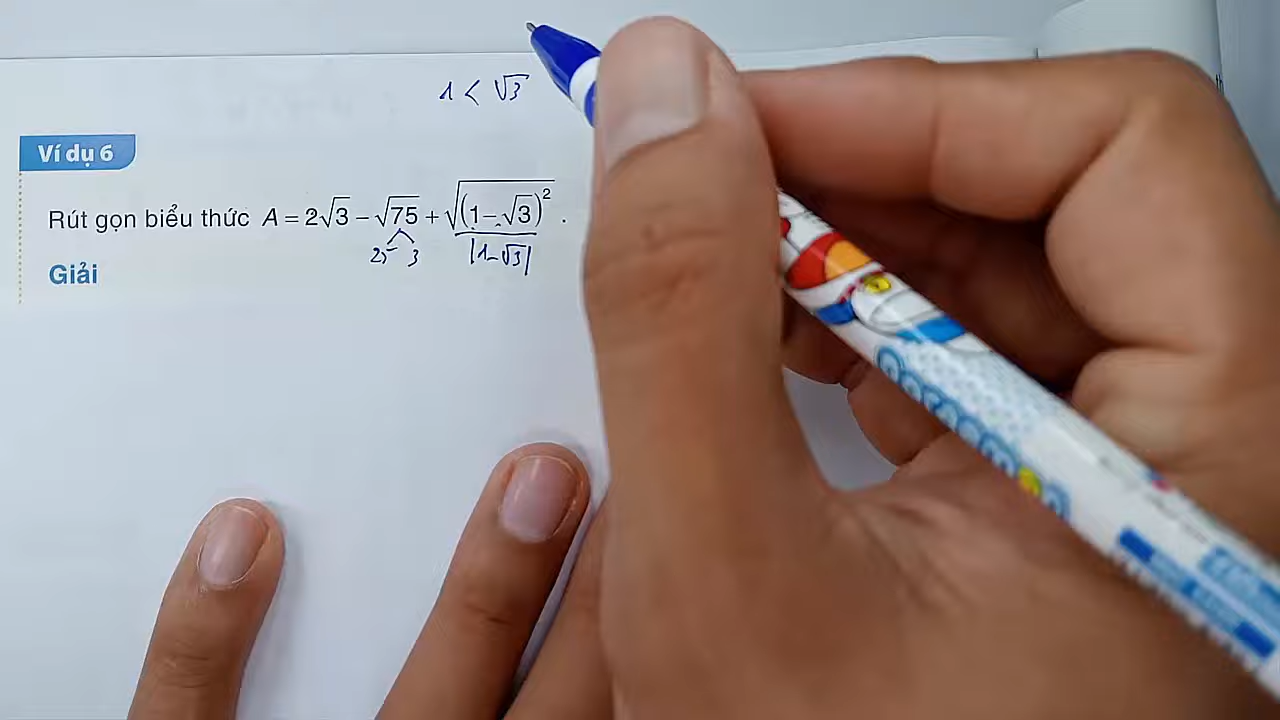 1 < √3
Ví dụ 6
Rút gọn biểu thức A = 2√3 − √75 + √(1−√3)² .
25 3 |1−√3|
Giải